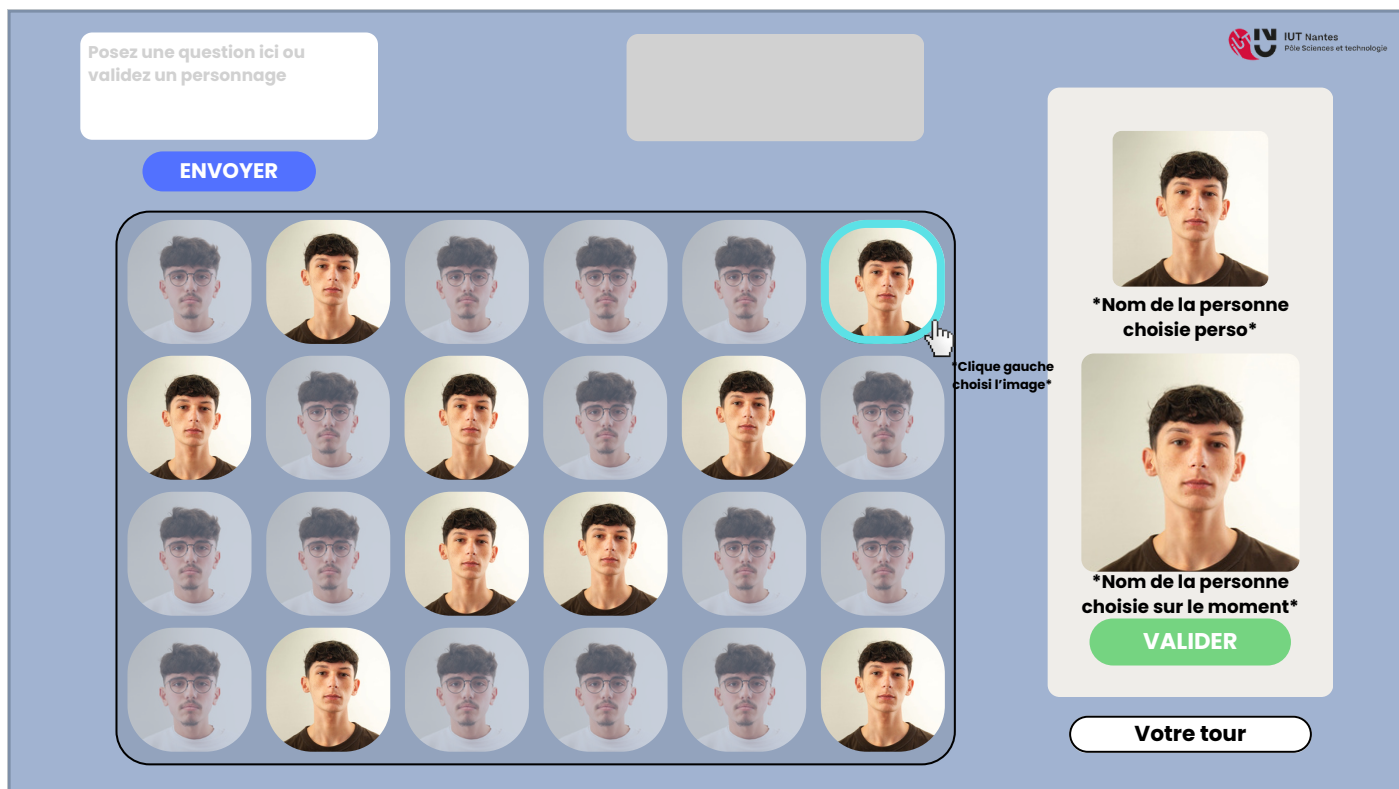 Posez une question ici ou
validez un personnage
ENVOYER
IUT Nantes
Pôle Sciences et technologie
*Nom de la personne
choisie perso*
*Clique gauche
choisi l’image*
*Nom de la personne
choisie sur le moment*
VALIDER
Votre tour